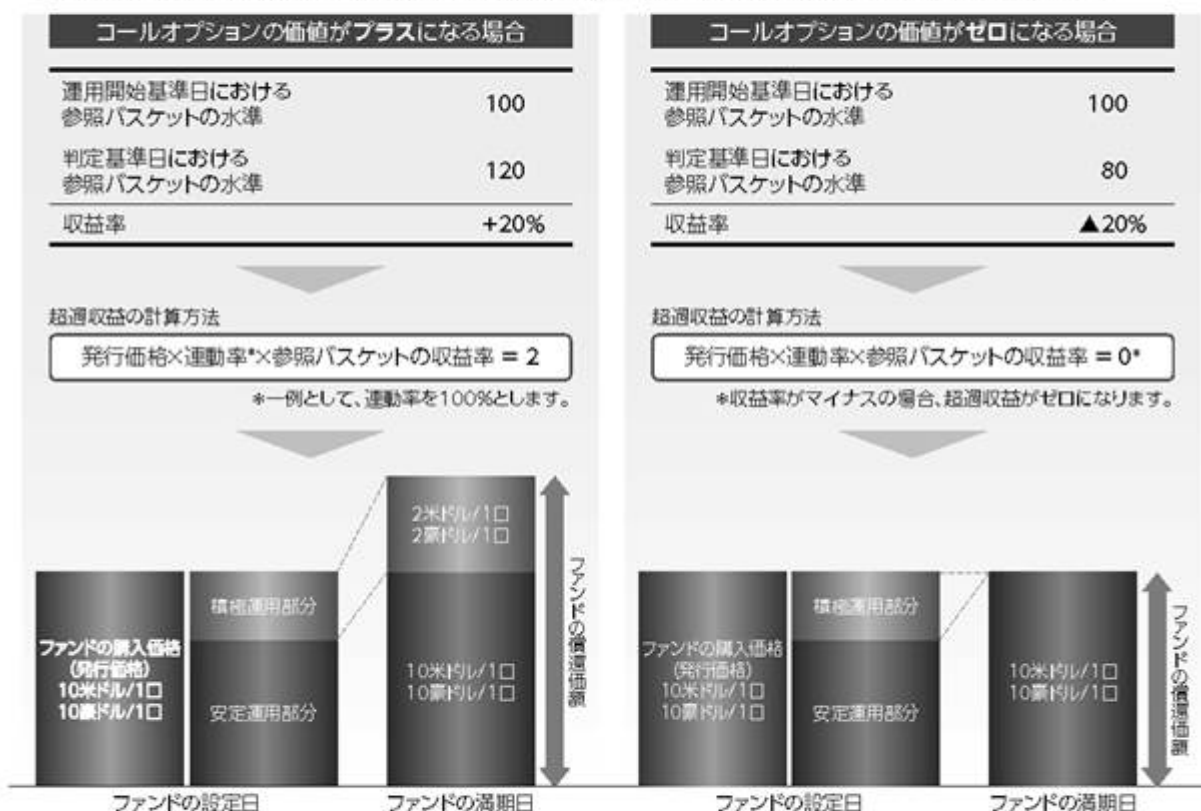 コールオプションの価値がプラスになる場合
運用開始基準日における
参照バスケットの水準
100
判定基準日における
参照バスケットの水準
120
収益率
+20%
超過収益の計算方法
発行価格×連動率*×参照バスケットの収益率 = 2
*一例として、連動率を100%とします。
2米ドル/1口
2豪ドル/1口
積極運用部分
ファンドの購入価格
(発行価格)
10米ドル/1口
10豪ドル/1口
安定運用部分
10米ドル/1口
10豪ドル/1口
ファンドの償還価額
ファンドの設定日
ファンドの満期日
コールオプションの価値がゼロになる場合
運用開始基準日における
参照バスケットの水準
100
判定基準日における
参照バスケットの水準
80
収益率
▲20%
超過収益の計算方法
発行価格×連動率×参照バスケットの収益率 = 0*
*収益率がマイナスの場合、超過収益がゼロになります。
積極運用部分
ファンドの購入価格
(発行価格)
10米ドル/1口
10豪ドル/1口
安定運用部分
10米ドル/1口
10豪ドル/1口
ファンドの償還価額
ファンドの設定日
ファンドの満期日